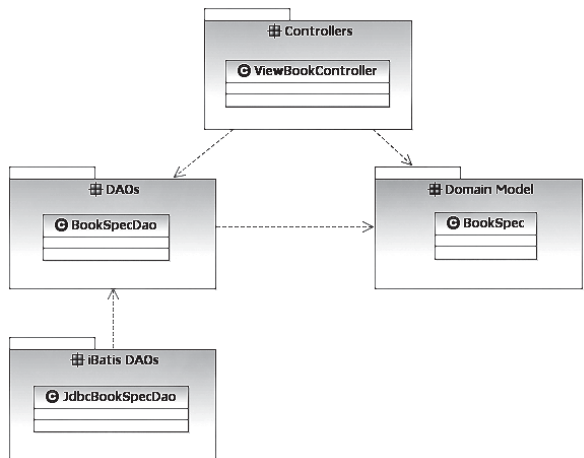 Controllers
C ViewBookController
DAOs
C BookSpecDao
Domain Model
C BookSpec
iBatis DAOs
C JdbcBookSpecDao